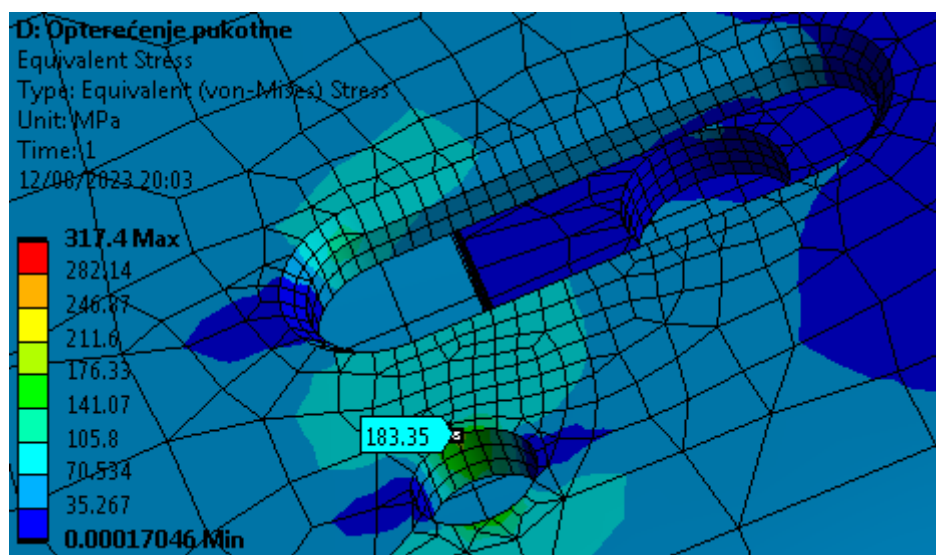 D: Opterećenje pukotine
Equivalent Stress
Type: Equivalent (von-Mises) Stress
Unit: MPa
Time: 1
12/08/2023 20:03
317.4 Max
282.14
246.87
211.6
176.33
141.07
105.8
70.534
35.267
0.00017046 Min
183.35